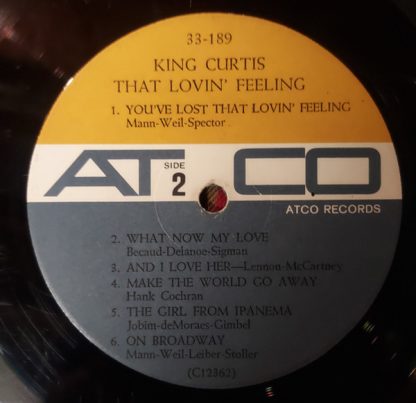 33-189
KING CURTIS
THAT LOVIN' FEELING
1. YOU'VE LOST THAT LOVIN' FEELING
Mann-Weil-Spector
ATCO
SIDE
2
ATCO RECORDS
2. WHAT NOW MY LOVE
Becaud-Delanoe-Sigman
3. AND I LOVE HER—Lennon-McCartney
4. MAKE THE WORLD GO AWAY
Hank Cochran
5. THE GIRL FROM IPANEMA
Jobim-deMoraes-Gimbel
6. ON BROADWAY
Mann-Weil-Leiber-Stoller
(C12862)